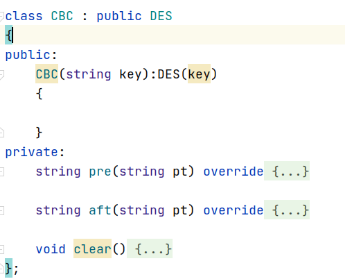 class CBC : public DES
{
public:
CBC(string key):DES(key)
{
}
private:
string pre(string pt) override {...}
string aft(string pt) override {...}
void clear() {...}
};